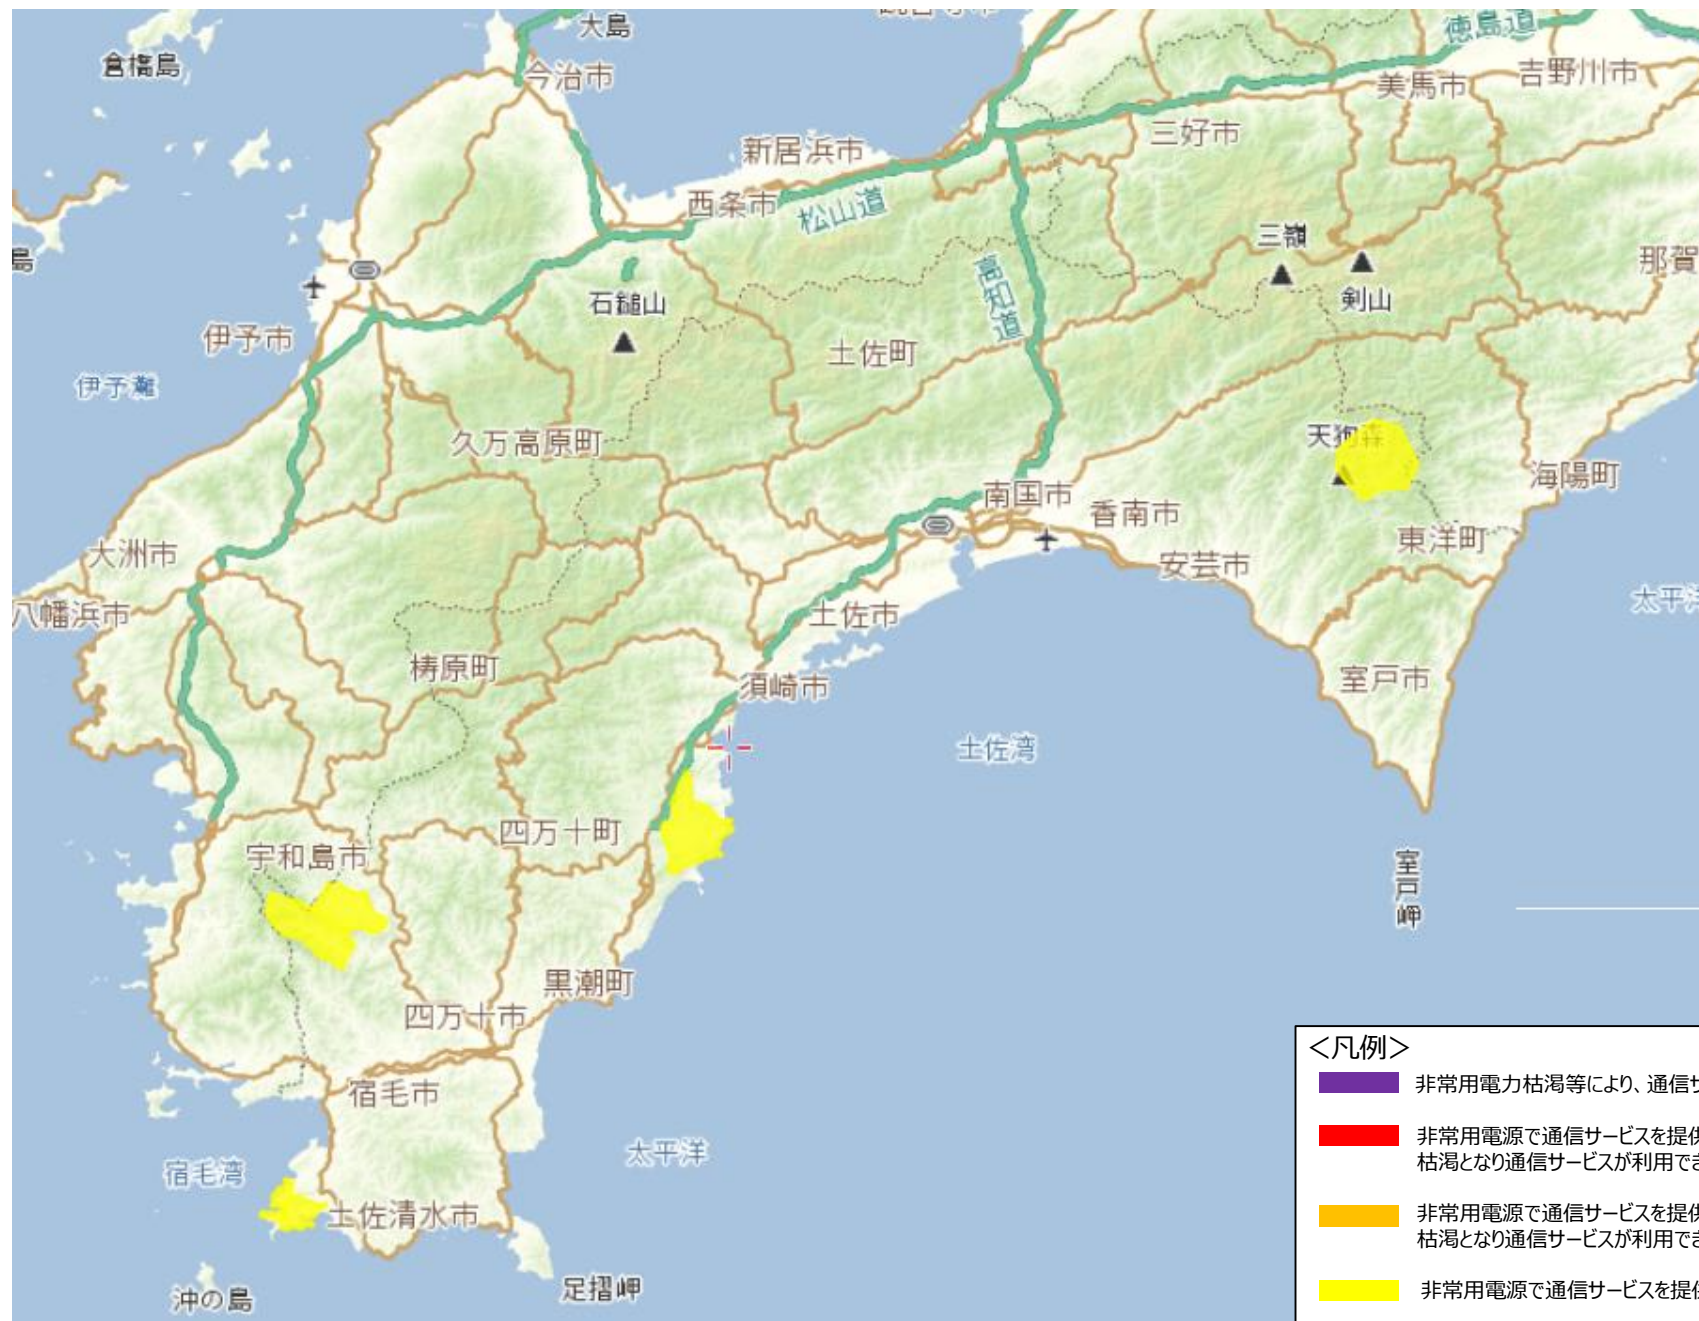 大島
倉橋島
今治市
徳島道
美馬市
吉野川市
三好市
新居浜市
西条市
松山道
三嶺
島
那賀
高知道
剣山
石鎚山
伊予市
土佐町
伊予灘
天狗森
久万高原町
海陽町
南国市
香南市
東洋町
大洲市
安芸市
太平洋
八幡浜市
土佐市
梼原町
室戸市
須崎市
土佐湾
四万十町
宇和島市
室戸岬
黒潮町
四万十市
宿毛市
太平洋
宿毛湾
土佐清水市
足摺岬
沖の島
<凡例>
非常用電力枯渇等により、通信サ
非常用電源で通信サービスを提供
枯渇となり通信サービスが利用でき
非常用電源で通信サービスを提供
枯渇となり通信サービスが利用でき
非常用電源で通信サービスを提供